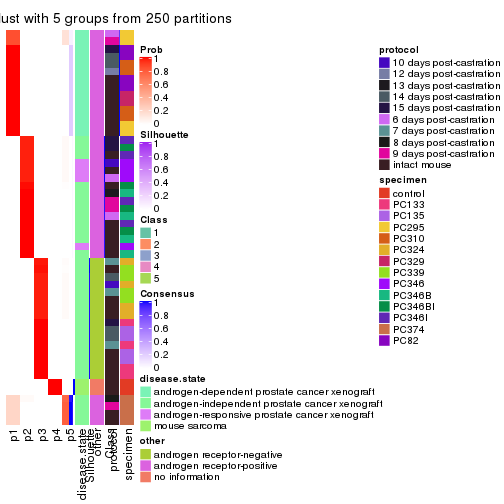 lust with 5 groups from 250 partitions
Prob
1
0.8
0.6
0.4
0.2
0
Silhouette
1
0.8
0.6
0.4
0.2
0
Class
1
2
3
4
5
Consensus
1
0.8
0.6
0.4
0.2
0
disease.state
androgen-dependent prostate cancer xenograft
androgen-independent prostate cancer xenograft
androgen-responsive prostate cancer xenograft
mouse sarcoma
other
androgen receptor-negative
androgen receptor-positive
no information
protocol
10 days post-castration
12 days post-castration
13 days post-castration
14 days post-castration
15 days post-castration
6 days post-castration
7 days post-castration
8 days post-castration
9 days post-castration
intact mouse
specimen
control
PC133
PC135
PC295
PC310
PC324
PC329
PC339
PC346
PC346B
PC346BI
PC346I
PC374
PC82
p1
p2
p3
p4
p5
disease.state
Silhouette
other
Class
protocol
specimen